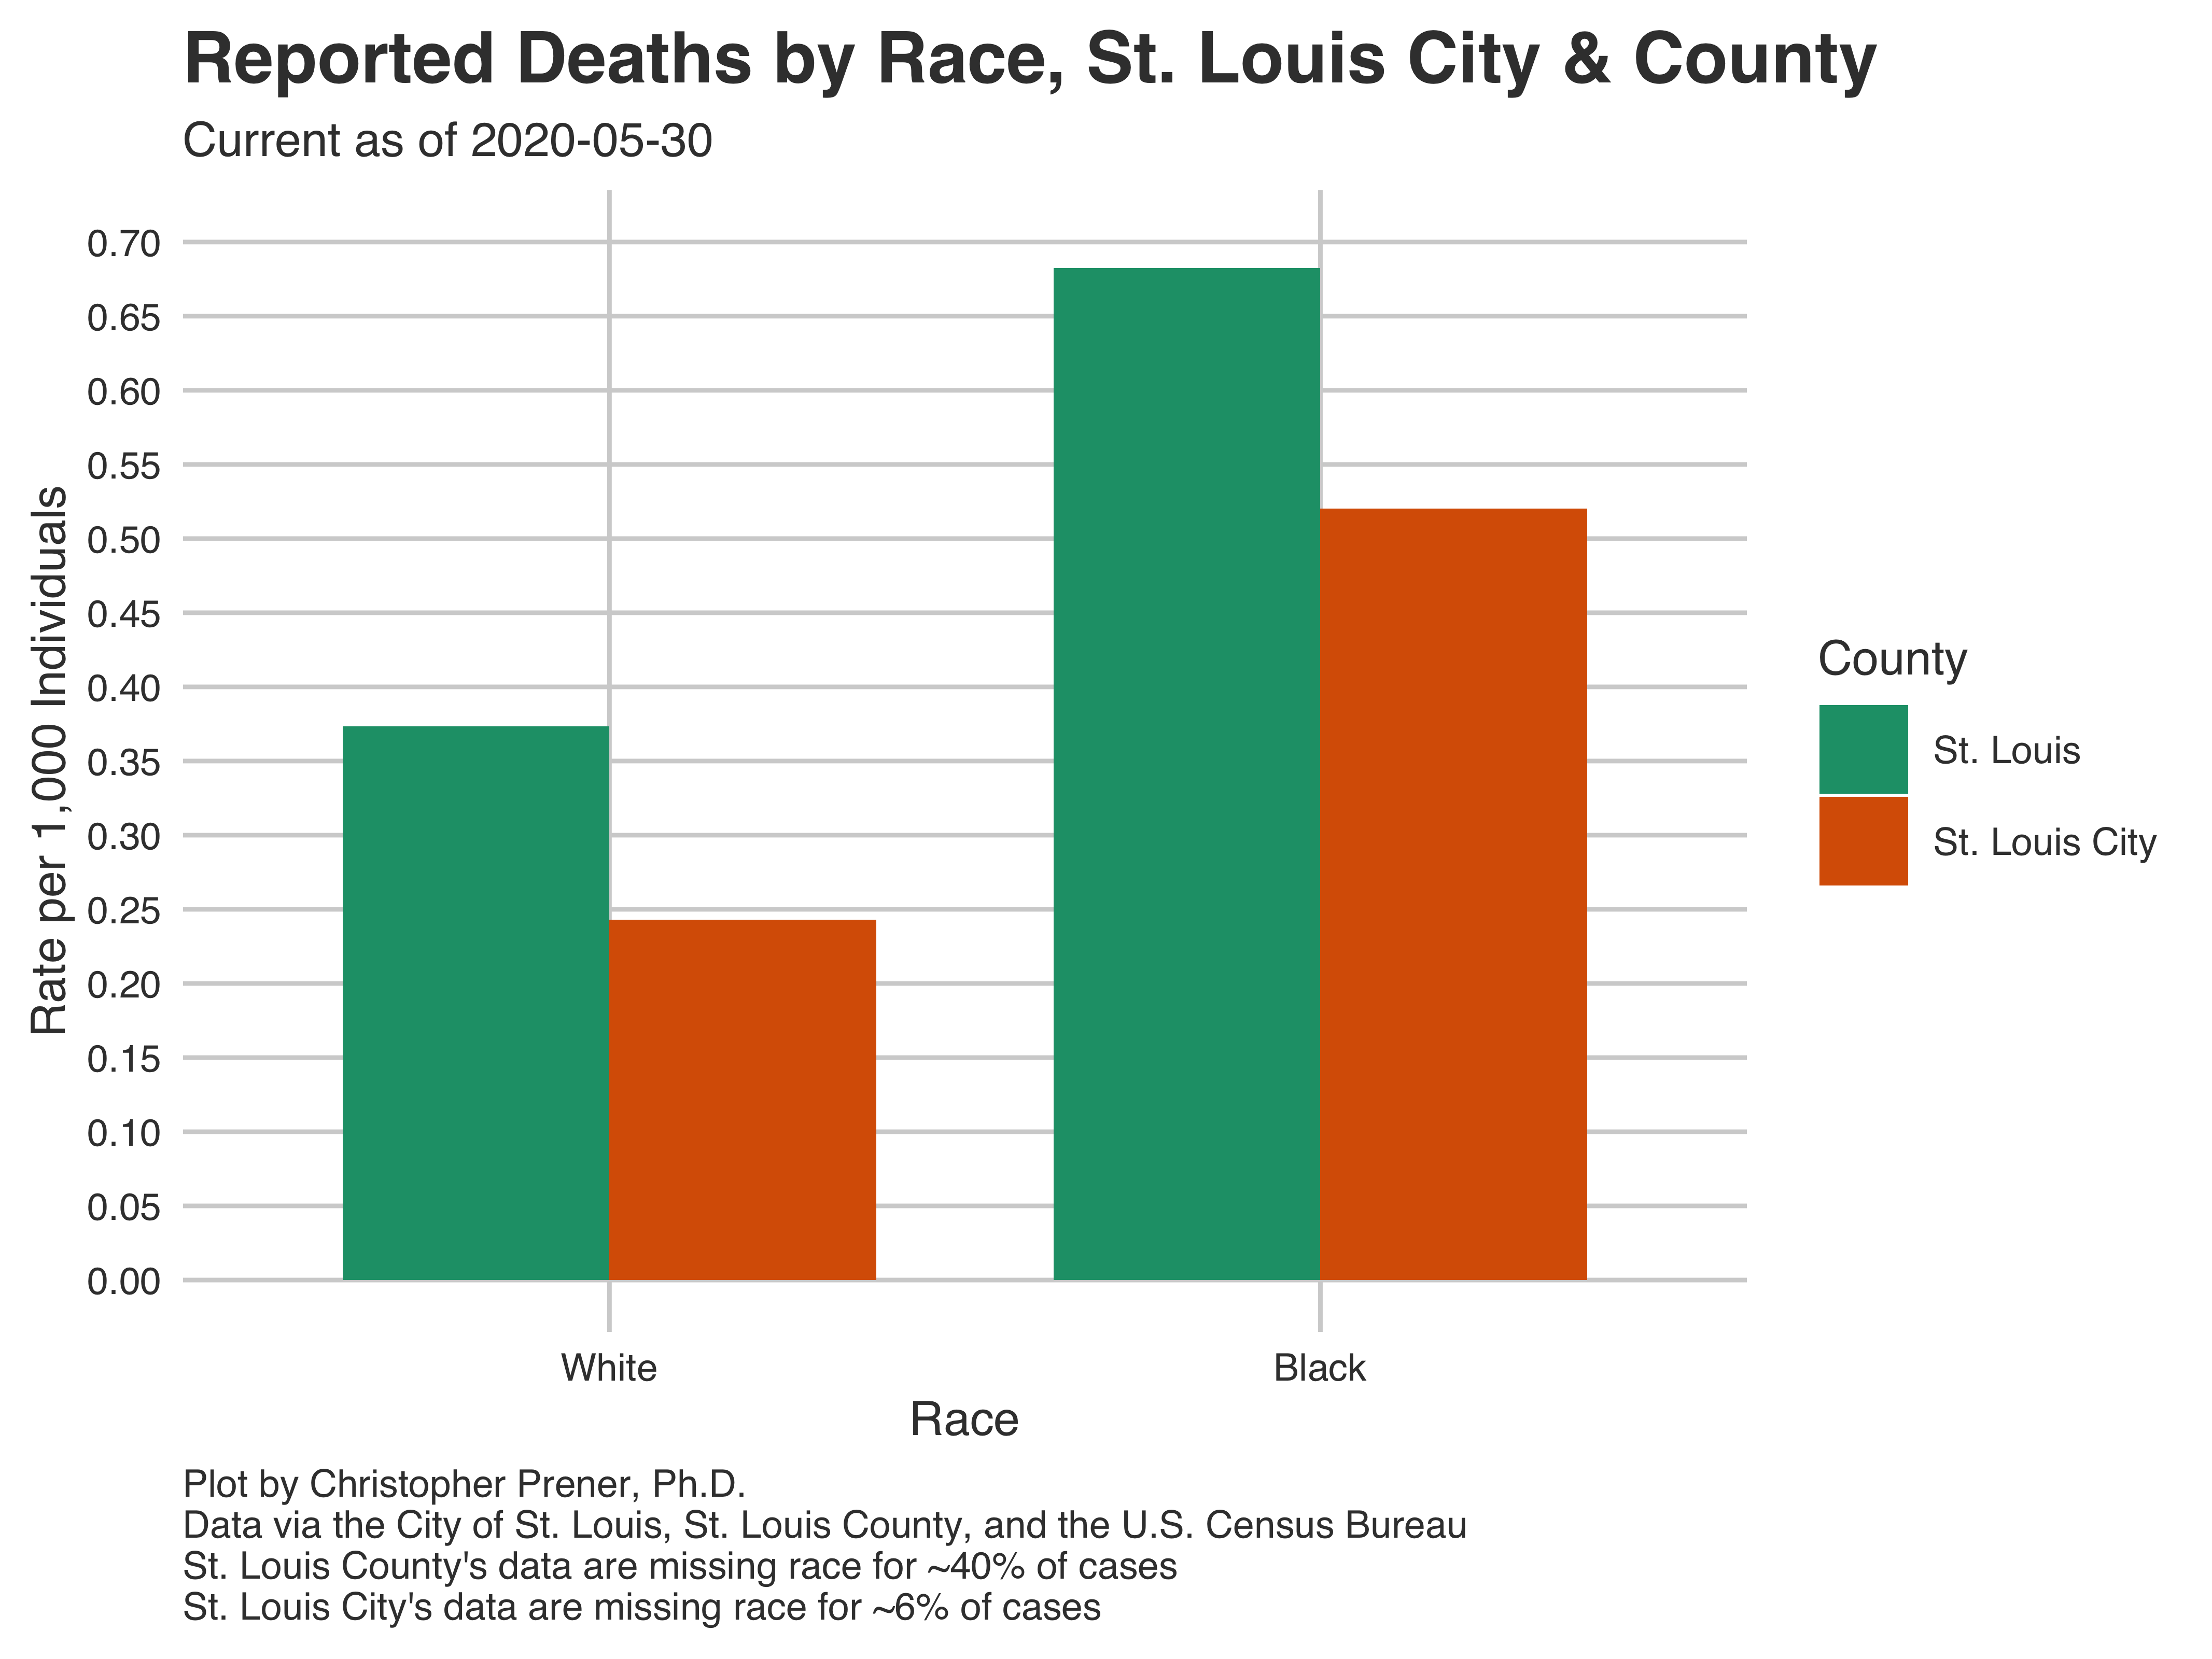 Reported Deaths by Race, St. Louis City & County
Current as of 2020-05-30
Rate per 1,000 Individuals
0.70
0.65
0.60
0.55
0.50
0.45
0.40
0.35
0.30
0.25
0.20
0.15
0.10
0.05
0.00
White
Black
Race
County
St. Louis
St. Louis City
Plot by Christopher Prener, Ph.D.
Data via the City of St. Louis, St. Louis County, and the U.S. Census Bureau
St. Louis County's data are missing race for ~40% of cases
St. Louis City's data are missing race for ~6% of cases